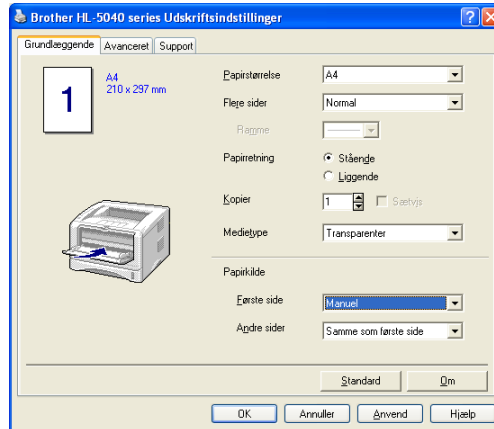 Brother HL-5040 series Udskriftsindstillinger
Grundlæggende Avanceret Support
1
A4
210 x 297 mm
Papirstørrelse A4
Flere sider Normal
Ramme
Papirretning Stående
Liggende
Kopier 1 Sætvis
Medietype Transparenter
Papirkilde
Første side Manuel
Andre sider Samme som første side
Standard Om
OK Annuller Anvend Hjælp